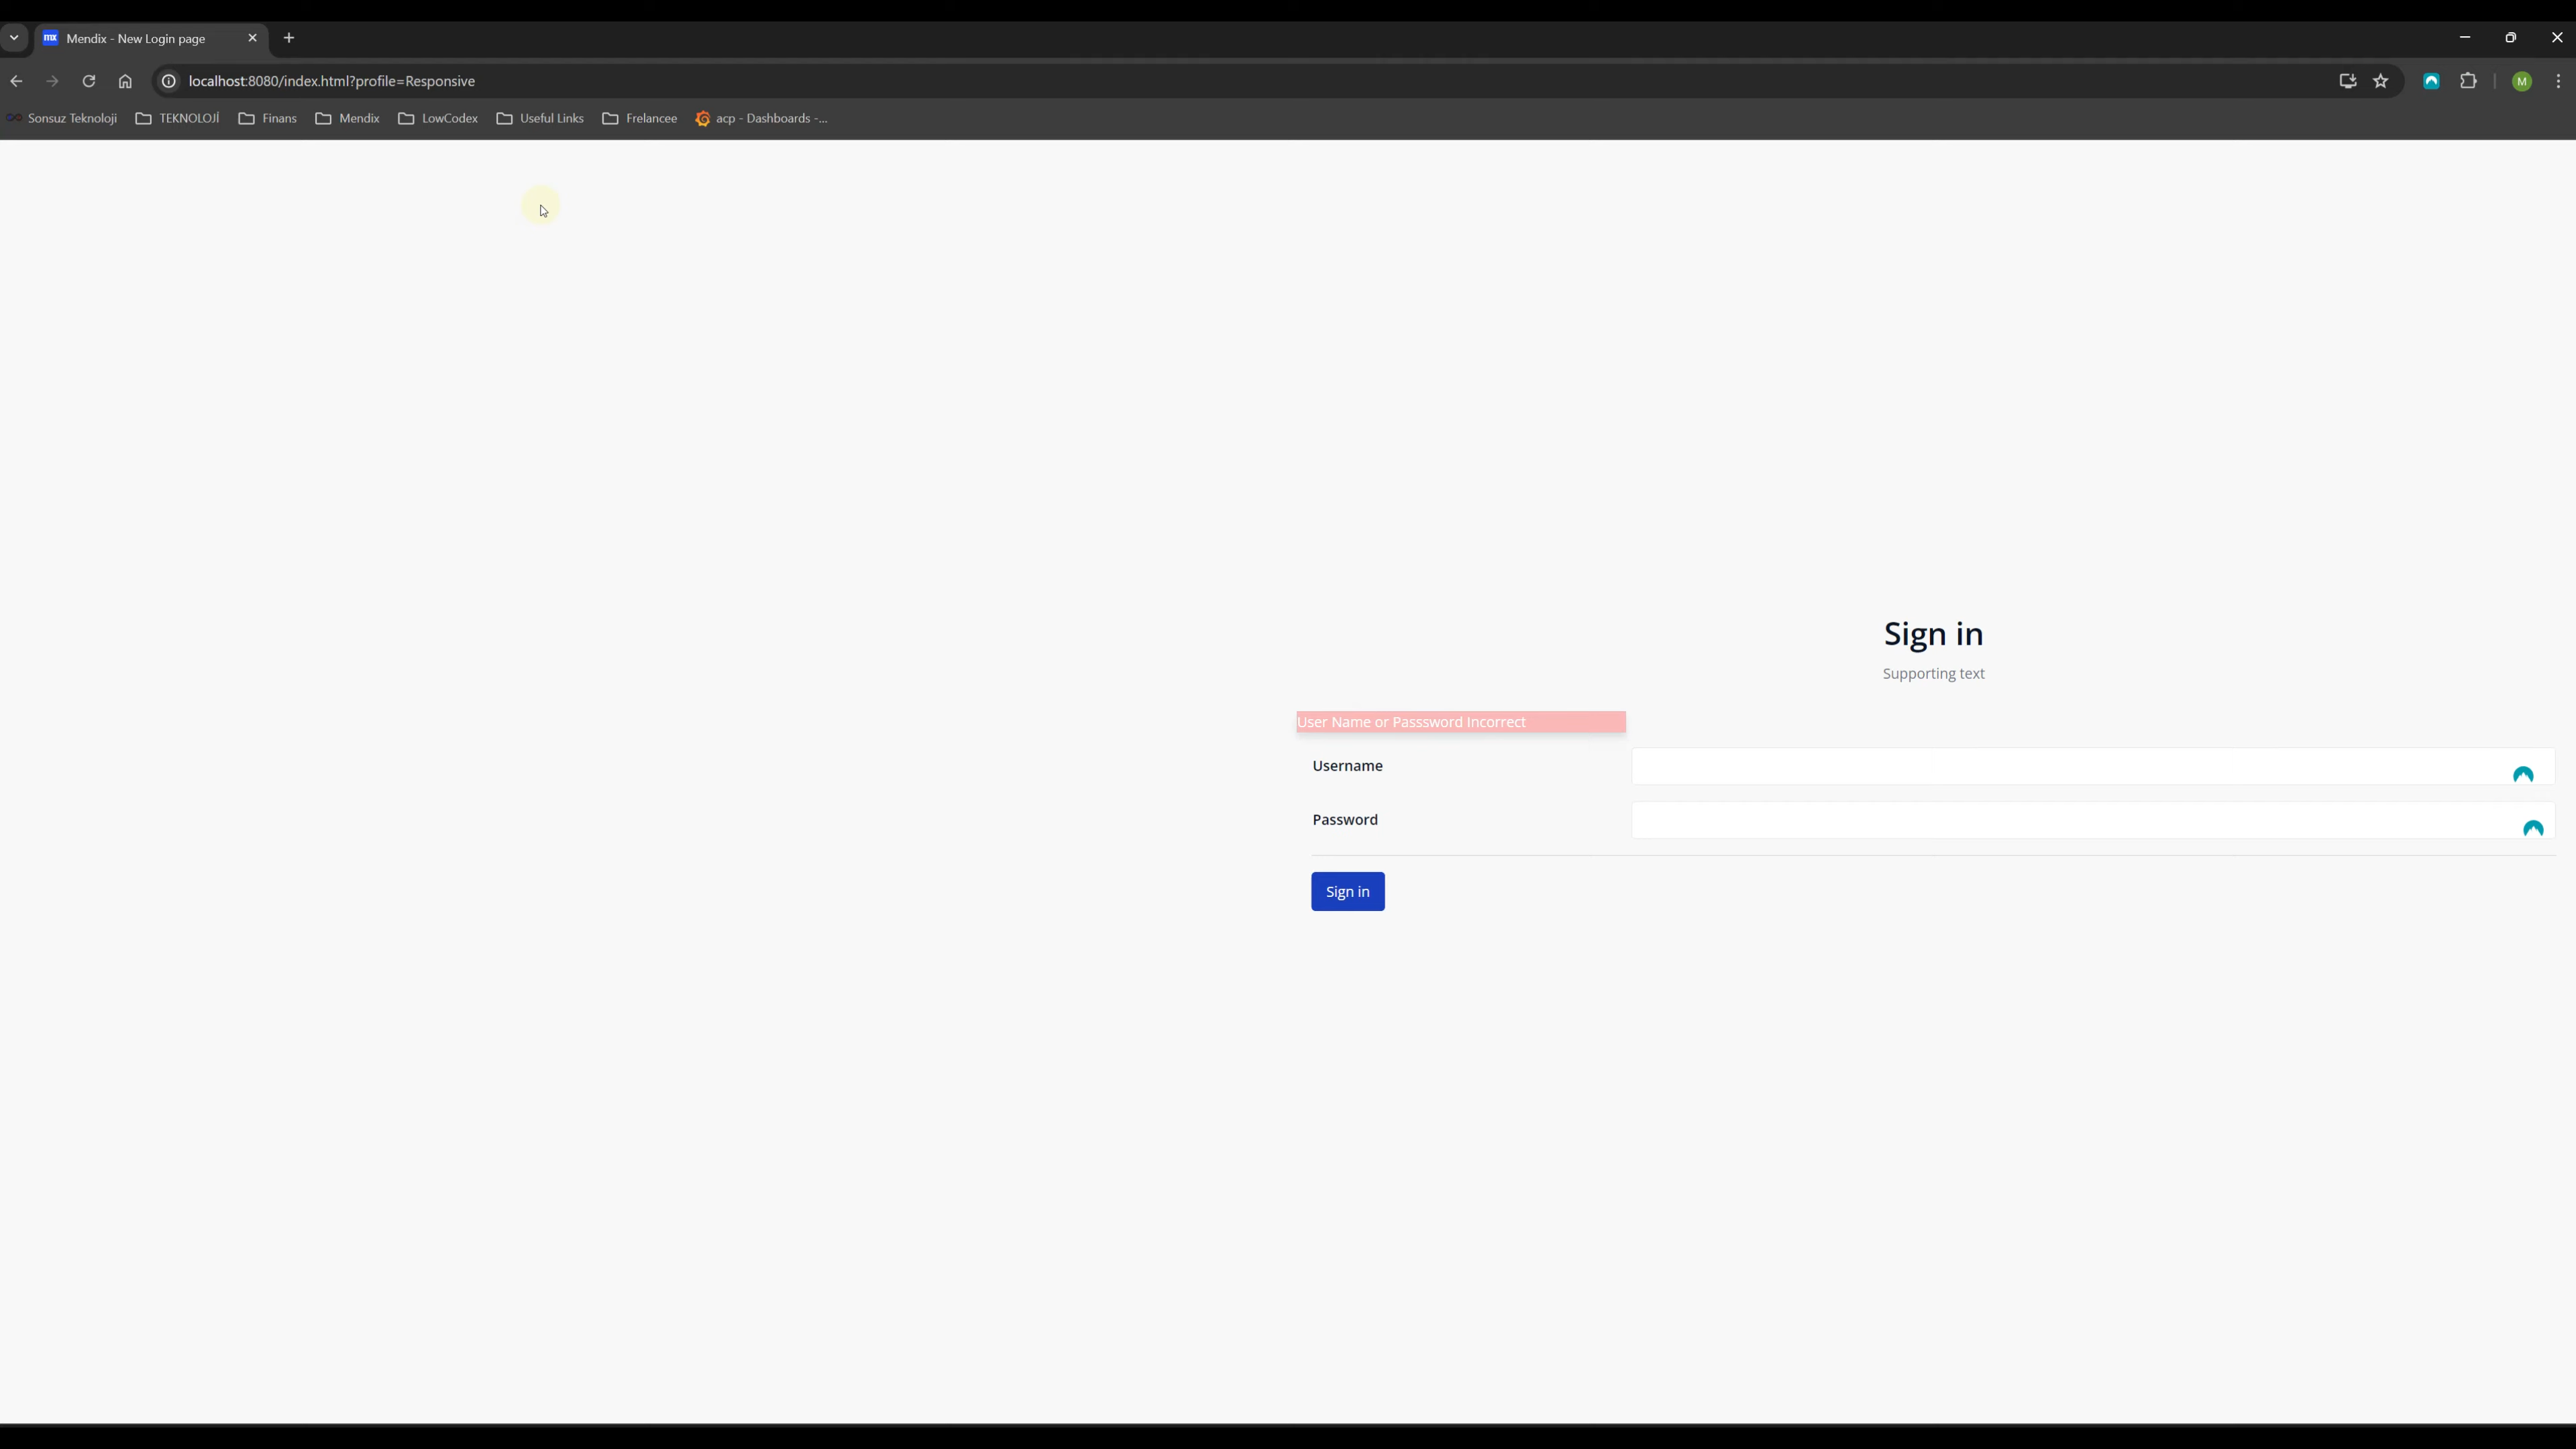 mx Mendix - New Login page
localhost:8080/index.html?profile=Responsive
M
Sonsuz Teknoloji TEKNOLOJİ Finans Mendix LowCodex Useful Links Frelancee acp - Dashboards -...
Sign in
Supporting text
User Name or Passsword Incorrect
Username
Password
Sign in